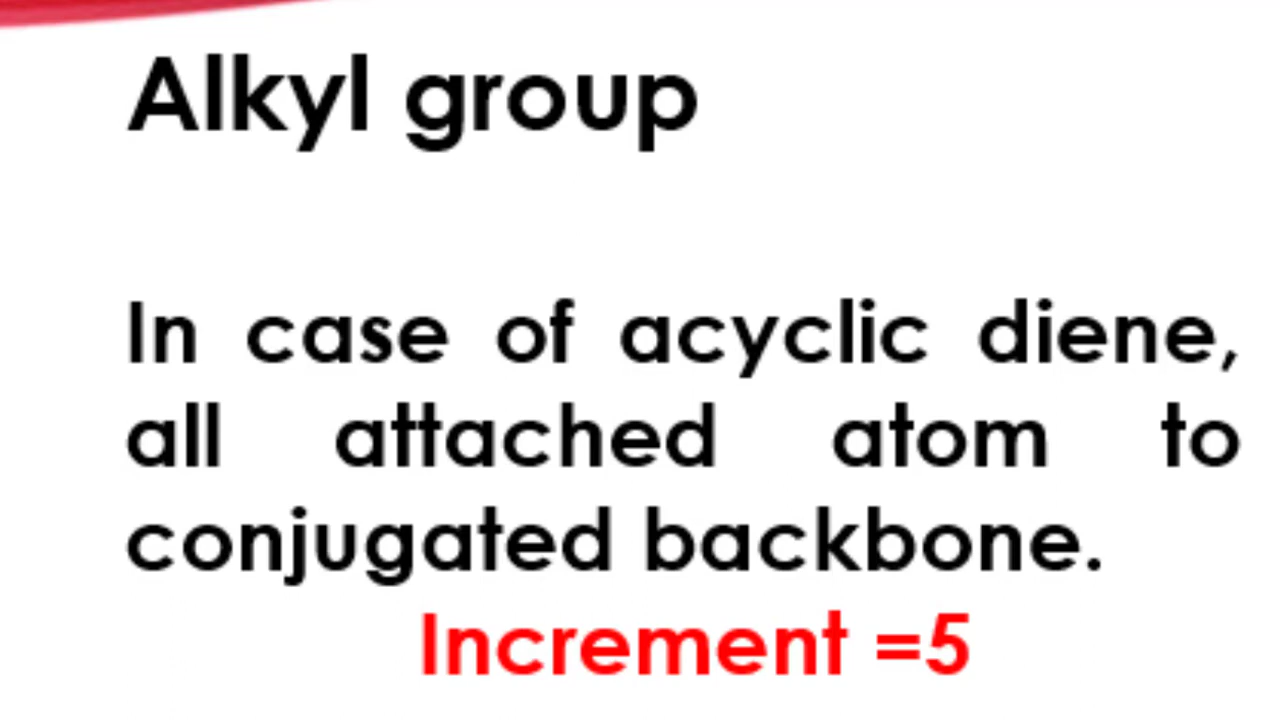 Alkyl group
In case of acyclic diene,
all attached atom to
conjugated backbone.
Increment =5